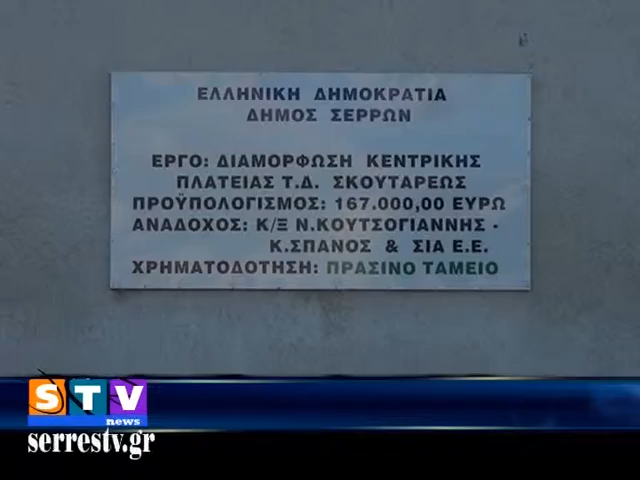 ΕΛΛΗΝΙΚΗ ΔΗΜΟΚΡΑΤΙΑ
ΔΗΜΟΣ ΣΕΡΡΩΝ
ΕΡΓΟ: ΔΙΑΜΟΡΦΩΣΗ ΚΕΝΤΡΙΚΗΣ
ΠΛΑΤΕΙΑΣ Τ.Δ. ΣΚΟΥΤΑΡΕΩΣ
ΠΡΟΫΠΟΛΟΓΙΣΜΟΣ: 167.000,00 ΕΥΡΩ
ΑΝΑΔΟΧΟΣ: Κ/Ξ Ν.ΚΟΥΤΣΟΓΙΑΝΝΗΣ -
Κ.ΣΠΑΝΟΣ & ΣΙΑ Ε.Ε.
ΧΡΗΜΑΤΟΔΟΤΗΣΗ: ΠΡΑΣΙΝΟ ΤΑΜΕΙΟ
STV
news
serrestv.gr